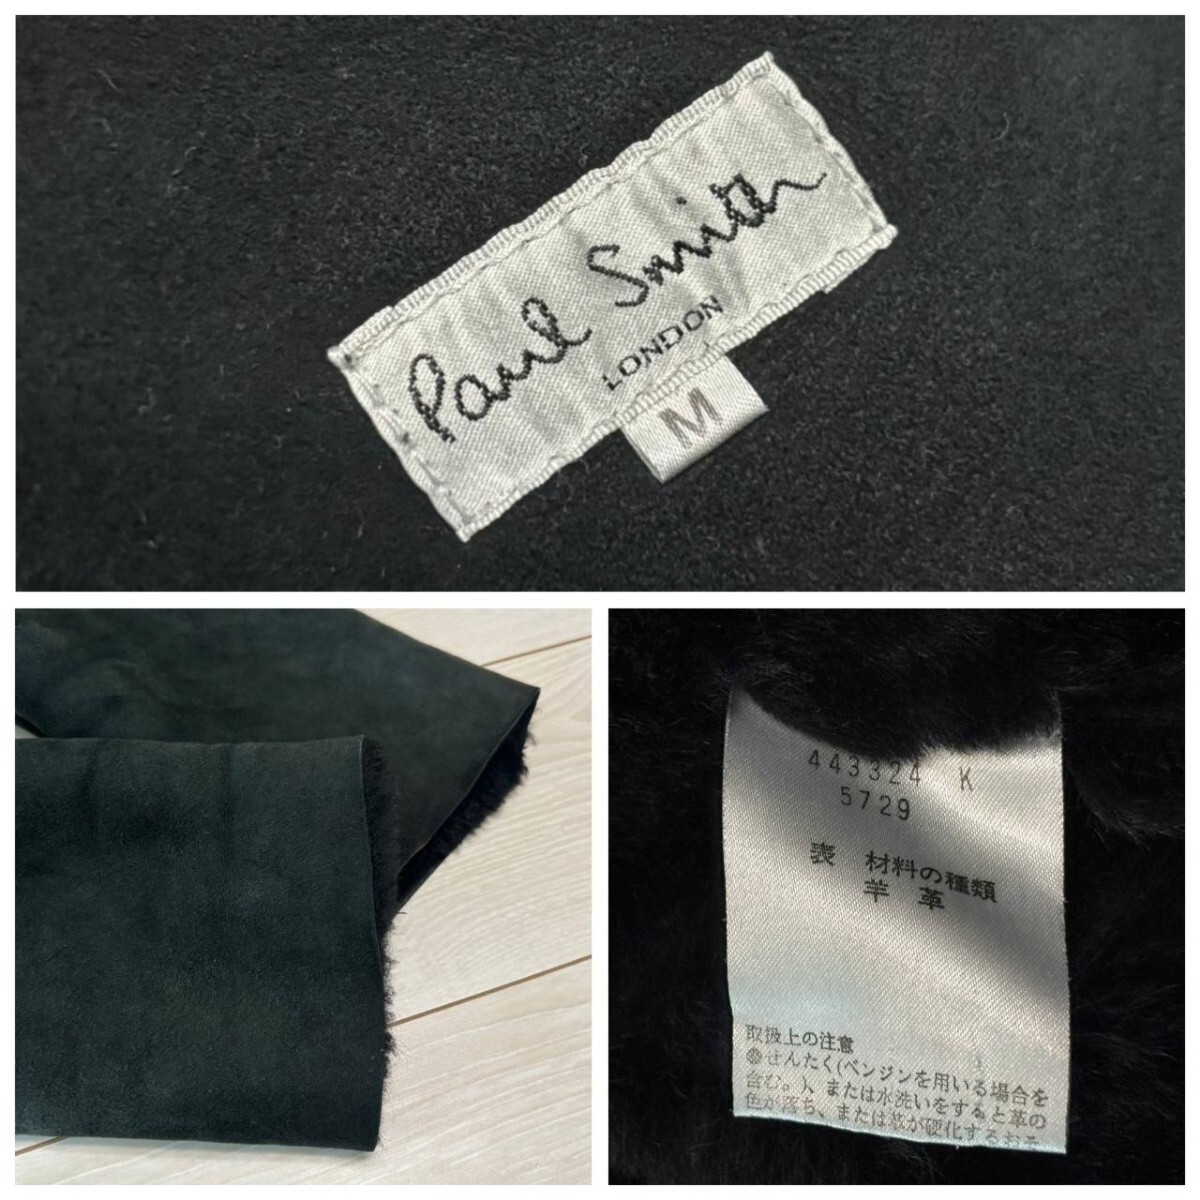 Paul Smith
LONDON
M
443324 K
5729
表 材料の種類
羊 革
取扱上の注意
※せんたく(ベンジンを用いる場合を
含む。)、または水洗いをすると革の
色が落ち、または芯が硬化するおそ